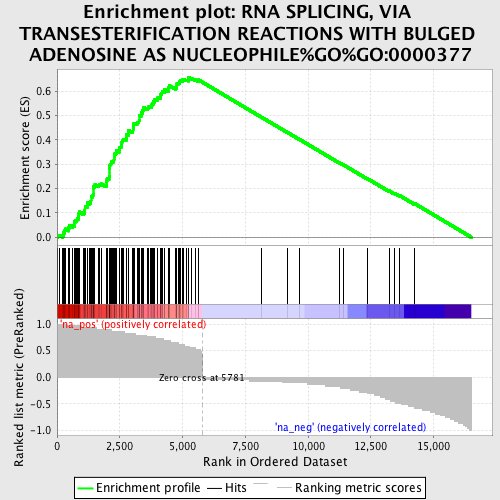 Enrichment plot: RNA SPLICING, VIA
TRANSESTERIFICATION REACTIONS WITH BULGED
ADENOSINE AS NUCLEOPHILE%GO%GO:0000377
Enrichment score (ES)
0.6
0.5
0.4
0.3
0.2
0.1
0.0
'na_pos' (positively correlated)
Ranked list metric (PreRanked)
1.0
0.5
0.0
-0.5
-1.0
Zero cross at 5781
'na_neg' (negatively correlated)
0 2,500 5,000 7,500 10,000 12,500 15,000
Rank in Ordered Dataset
Enrichment profile Hits Ranking metric scores